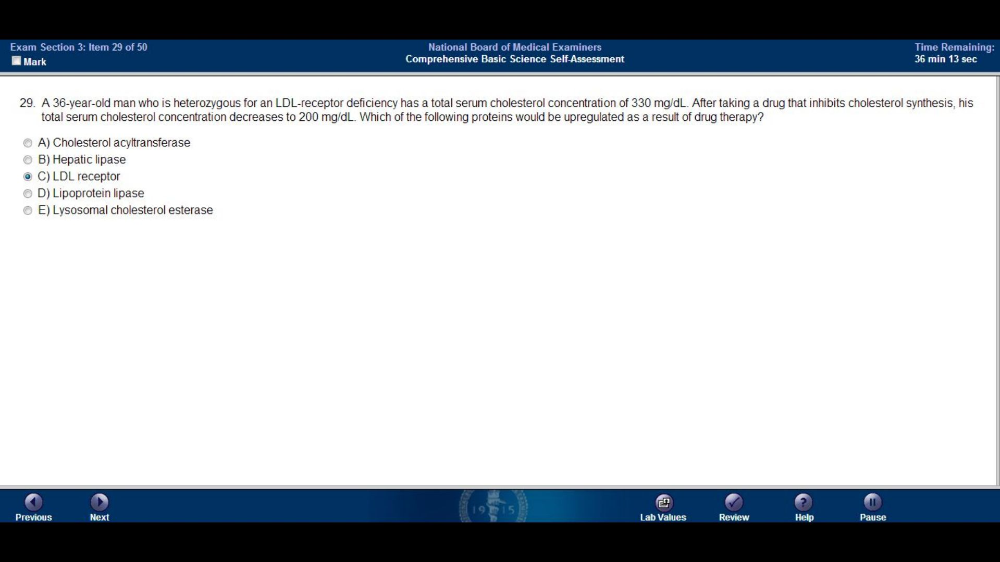 Exam Section 3: Item 29 of 50
Mark
National Board of Medical Examiners
Comprehensive Basic Science Self-Assessment
Time Remaining:
36 min 13 sec
29. A 36-year-old man who is heterozygous for an LDL-receptor deficiency has a total serum cholesterol concentration of 330 mg/dL. After taking a drug that inhibits cholesterol synthesis, his
total serum cholesterol concentration decreases to 200 mg/dL. Which of the following proteins would be upregulated as a result of drug therapy?
A) Cholesterol acyltransferase
B) Hepatic lipase
C) LDL receptor
D) Lipoprotein lipase
E) Lysosomal cholesterol esterase
1915
Previous
Next
Lab Values
Review
Help
Pause